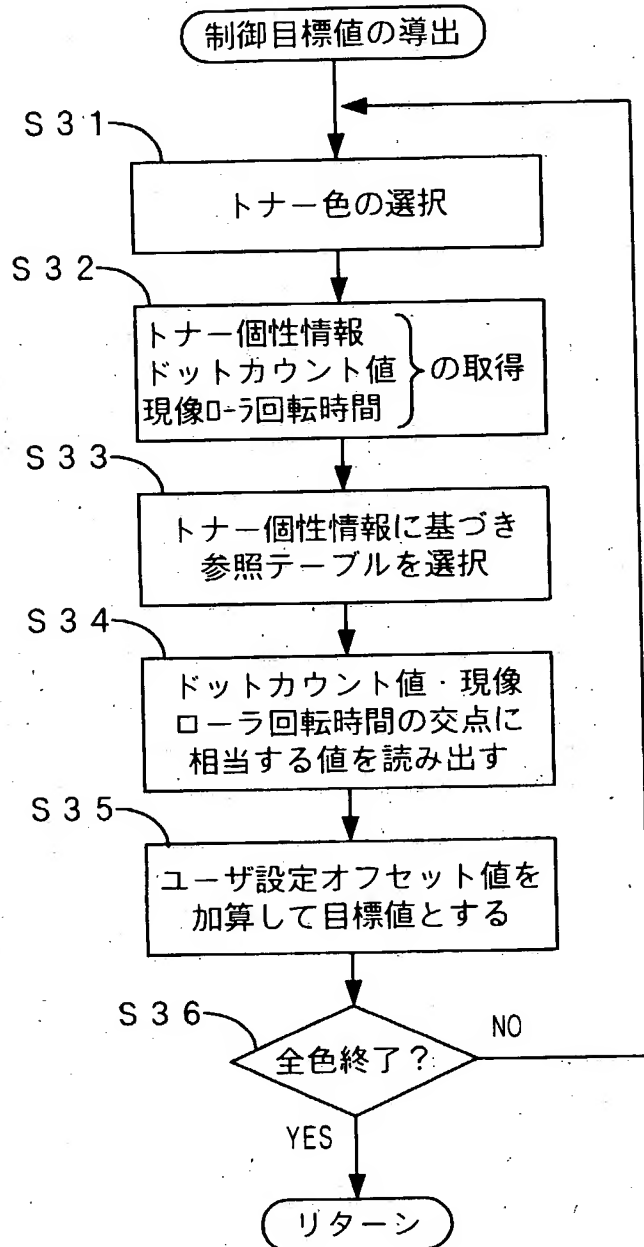 制御目標値の導出
S31
トナー色の選択
S32
トナー個性情報
ドットカウント値
現像ローラ回転時間
の取得
S33
トナー個性情報に基づき
参照テーブルを選択
S34
ドットカウント値・現像
ローラ回転時間の交点に
相当する値を読み出す
S35
ユーザ設定オフセット値を
加算して目標値とする
S36
全色終了?
NO
YES
リターン